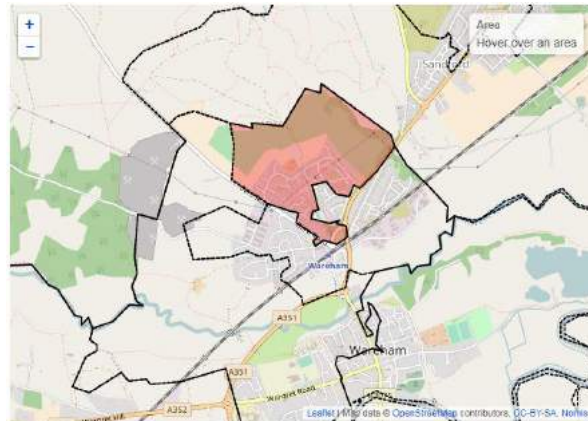 +
−
Area
Hover over an area
Sandford
Wareham
A351
Wareham
A351
A352
Leaflet | Map data © OpenStreetMap contributors, CC-BY-SA,